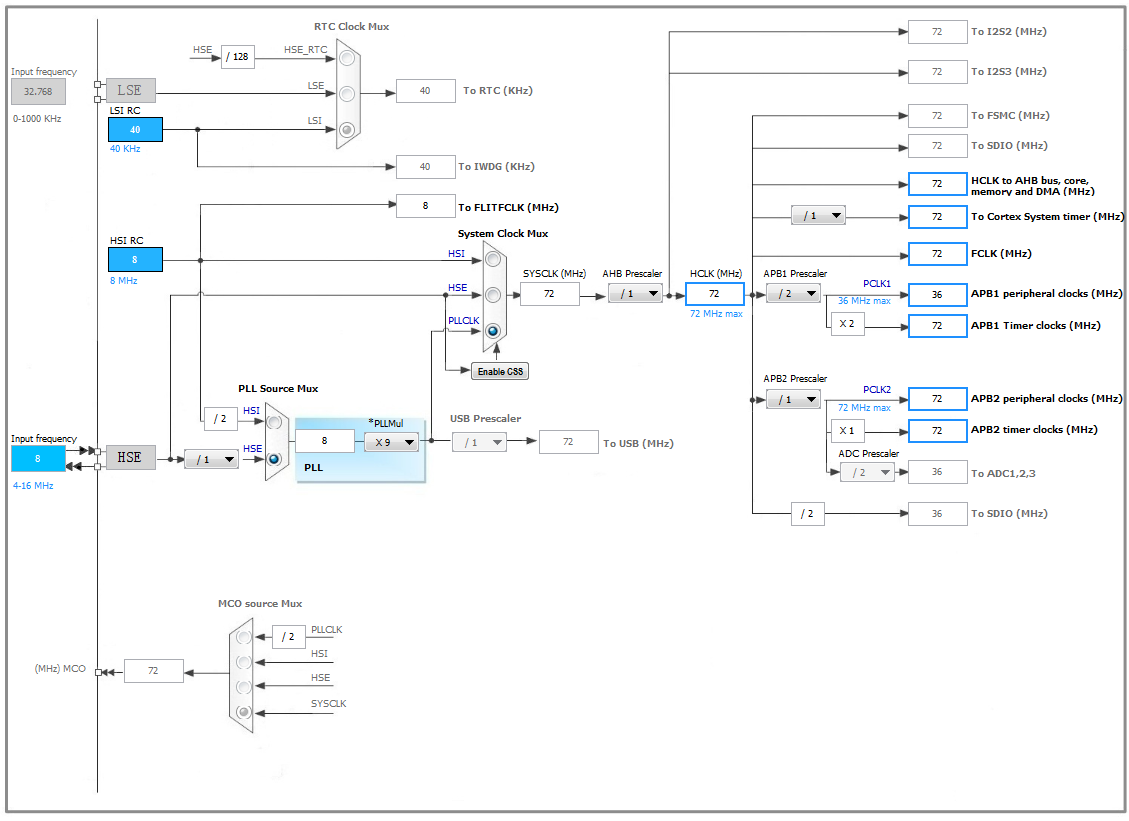 RTC Clock Mux
HSE
/ 128
HSE_RTC
Input frequency
32.768
0-1000 KHz
LSE
LSE
40
To RTC (KHz)
LSI RC
40
40 KHz
LSI
40
To IWDG (KHz)
8
To FLITFCLK (MHz)
HSI RC
8
8 MHz
System Clock Mux
HSI
HSE
PLLCLK
Enable CSS
SYSCLK (MHz)
72
AHB Prescaler
/ 1
HCLK (MHz)
72
72 MHz max
72
To I2S2 (MHz)
72
To I2S3 (MHz)
72
To FSMC (MHz)
72
To SDIO (MHz)
72
HCLK to AHB bus, core,
memory and DMA (MHz)
/ 1
72
To Cortex System timer (MHz)
72
FCLK (MHz)
APB1 Prescaler
/ 2
PCLK1
36 MHz max
36
APB1 peripheral clocks (MHz)
X 2
72
APB1 Timer clocks (MHz)
APB2 Prescaler
/ 1
PCLK2
72 MHz max
72
APB2 peripheral clocks (MHz)
X 1
72
APB2 timer clocks (MHz)
ADC Prescaler
/ 2
36
To ADC1,2,3
/ 2
36
To SDIO (MHz)
PLL Source Mux
/ 2
HSI
Input frequency
8
4-16 MHz
HSE
/ 1
HSE
8
*PLLMul
X 9
PLL
USB Prescaler
/ 1
72
To USB (MHz)
MCO source Mux
/ 2
PLLCLK
HSI
HSE
SYSCLK
(MHz) MCO
72